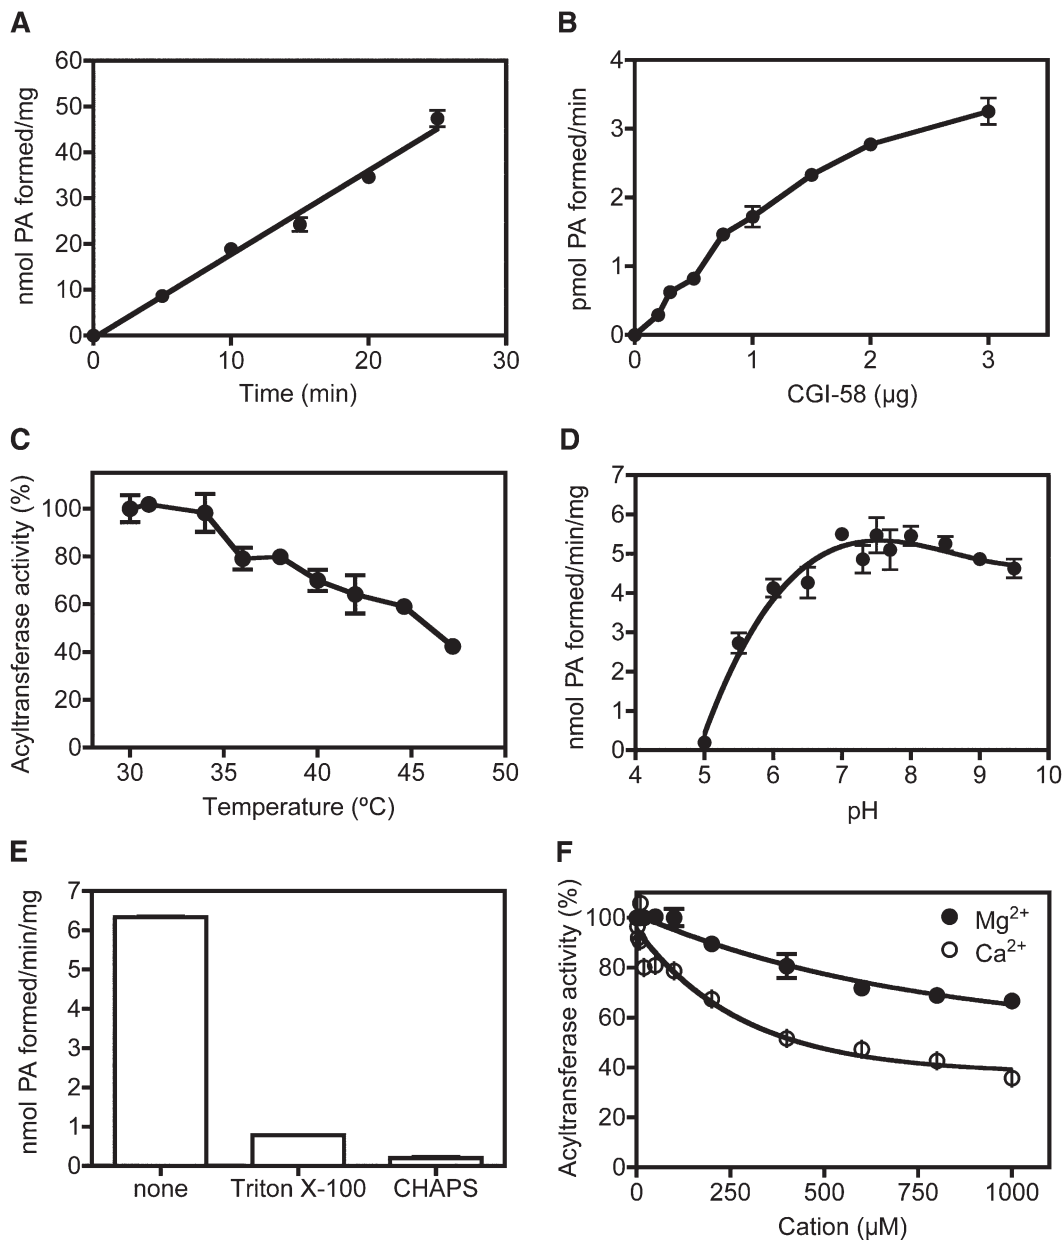 A
nmol PA formed/mg
60
50
40
30
20
10
0
0 10 20 30
Time (min)
B
pmol PA formed/min
4
3
2
1
0
0 1 2 3
CGI-58 (µg)
C
Acyltransferase activity (%)
100
80
60
40
20
0
30 35 40 45 50
Temperature (ºC)
D
nmol PA formed/min/mg
7
6
5
4
3
2
1
0
4 5 6 7 8 9 10
pH
E
nmol PA formed/min/mg
7
6
5
4
3
2
1
0
none Triton X-100 CHAPS
F
Acyltransferase activity (%)
100
80
60
40
20
0
Mg²⁺
Ca²⁺
0 250 500 750 1000
Cation (µM)